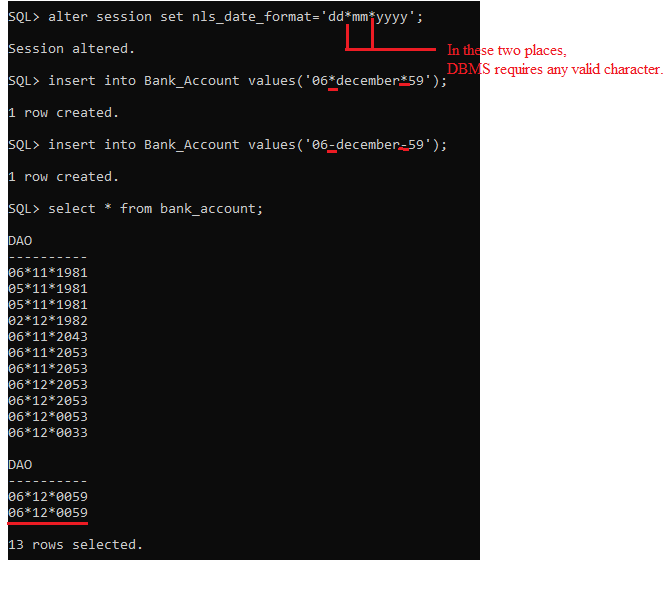 SQL> alter session set nls_date_format='dd*mm*yyyy';
Session altered.
In these two places,
DBMS requires any valid character.
SQL> insert into Bank_Account values('06*december*59');
1 row created.
SQL> insert into Bank_Account values('06-december-59');
1 row created.
SQL> select * from bank_account;
DAO
----------
06*11*1981
05*11*1981
05*11*1981
02*12*1982
06*11*2043
06*11*2053
06*11*2053
06*12*2053
06*12*2053
06*12*0053
06*12*0033
DAO
----------
06*12*0059
06*12*0059
13 rows selected.